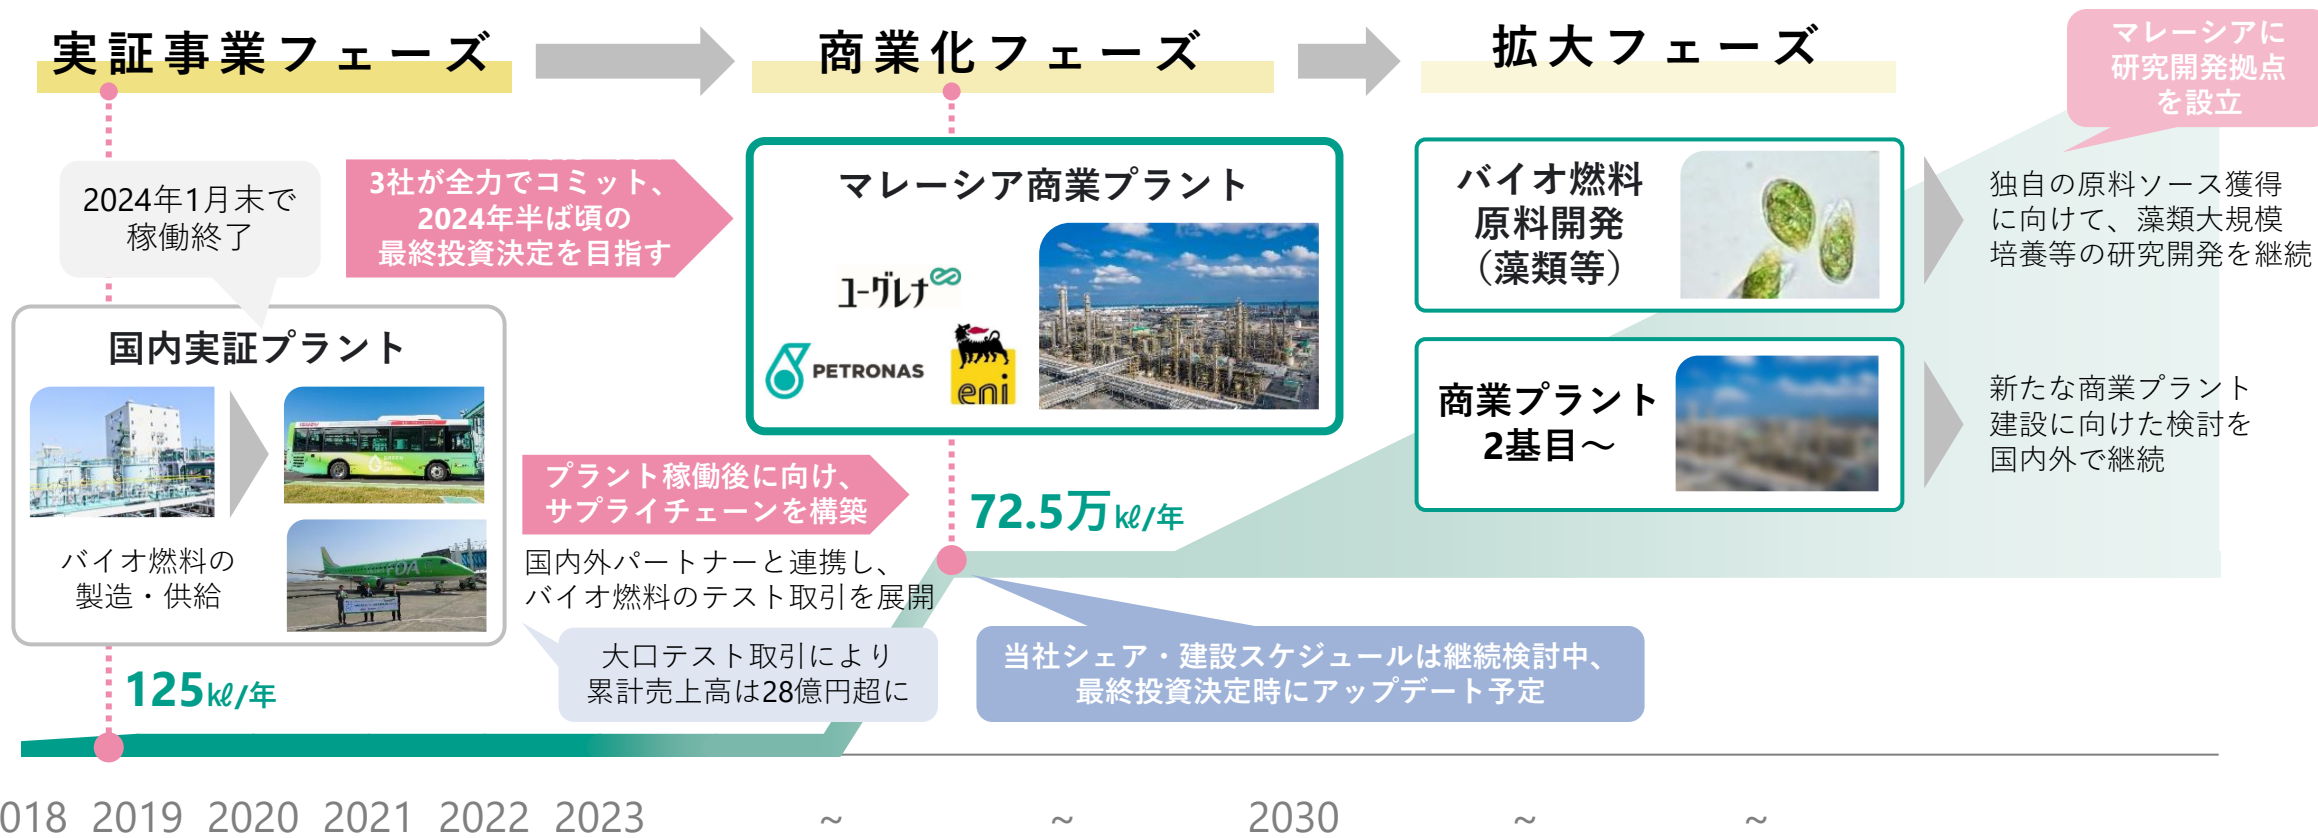 実証事業フェーズ
商業化フェーズ
拡大フェーズ
マレーシアに
研究開発拠点
を設立
2024年1月末で
稼働終了
3社が全力でコミット、
2024年半ば頃の
最終投資決定を目指す
マレーシア商業プラント
ユーグレナ
PETRONAS
eni
バイオ燃料
原料開発
（藻類等）
独自の原料ソース獲得
に向けて、藻類大規模
培養等の研究開発を継続
国内実証プラント
バイオ燃料の
製造・供給
FDA
商業プラント
2基目～
新たな商業プラント
建設に向けた検討を
国内外で継続
プラント稼働後に向け、
サプライチェーンを構築
国内外パートナーと連携し、
バイオ燃料のテスト取引を展開
大口テスト取引により
累計売上高は28億円超に
72.5万㎘/年
当社シェア・建設スケジュールは継続検討中、
最終投資決定時にアップデート予定
125㎘/年
018 2019 2020 2021 2022 2023 ~ ~ 2030 ~ ~